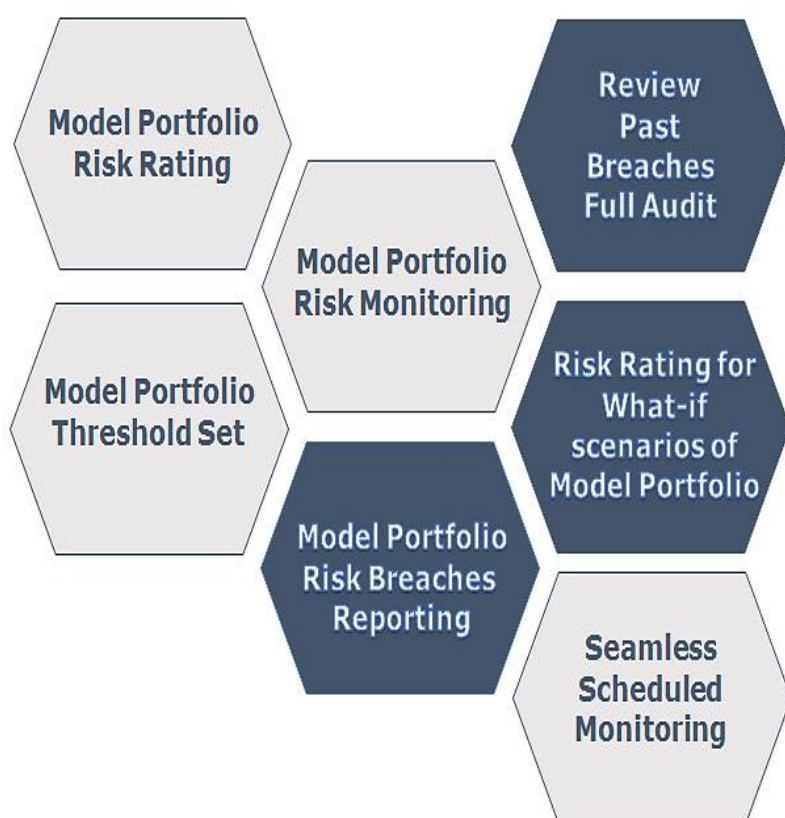 Model Portfolio
Risk Rating
Model Portfolio
Threshold Set
Model Portfolio
Risk Monitoring
Model Portfolio
Risk Breaches
Reporting
Review
Past
Breaches
Full Audit
Risk Rating for
What-if
scenarios of
Model Portfolio
Seamless
Scheduled
Monitoring